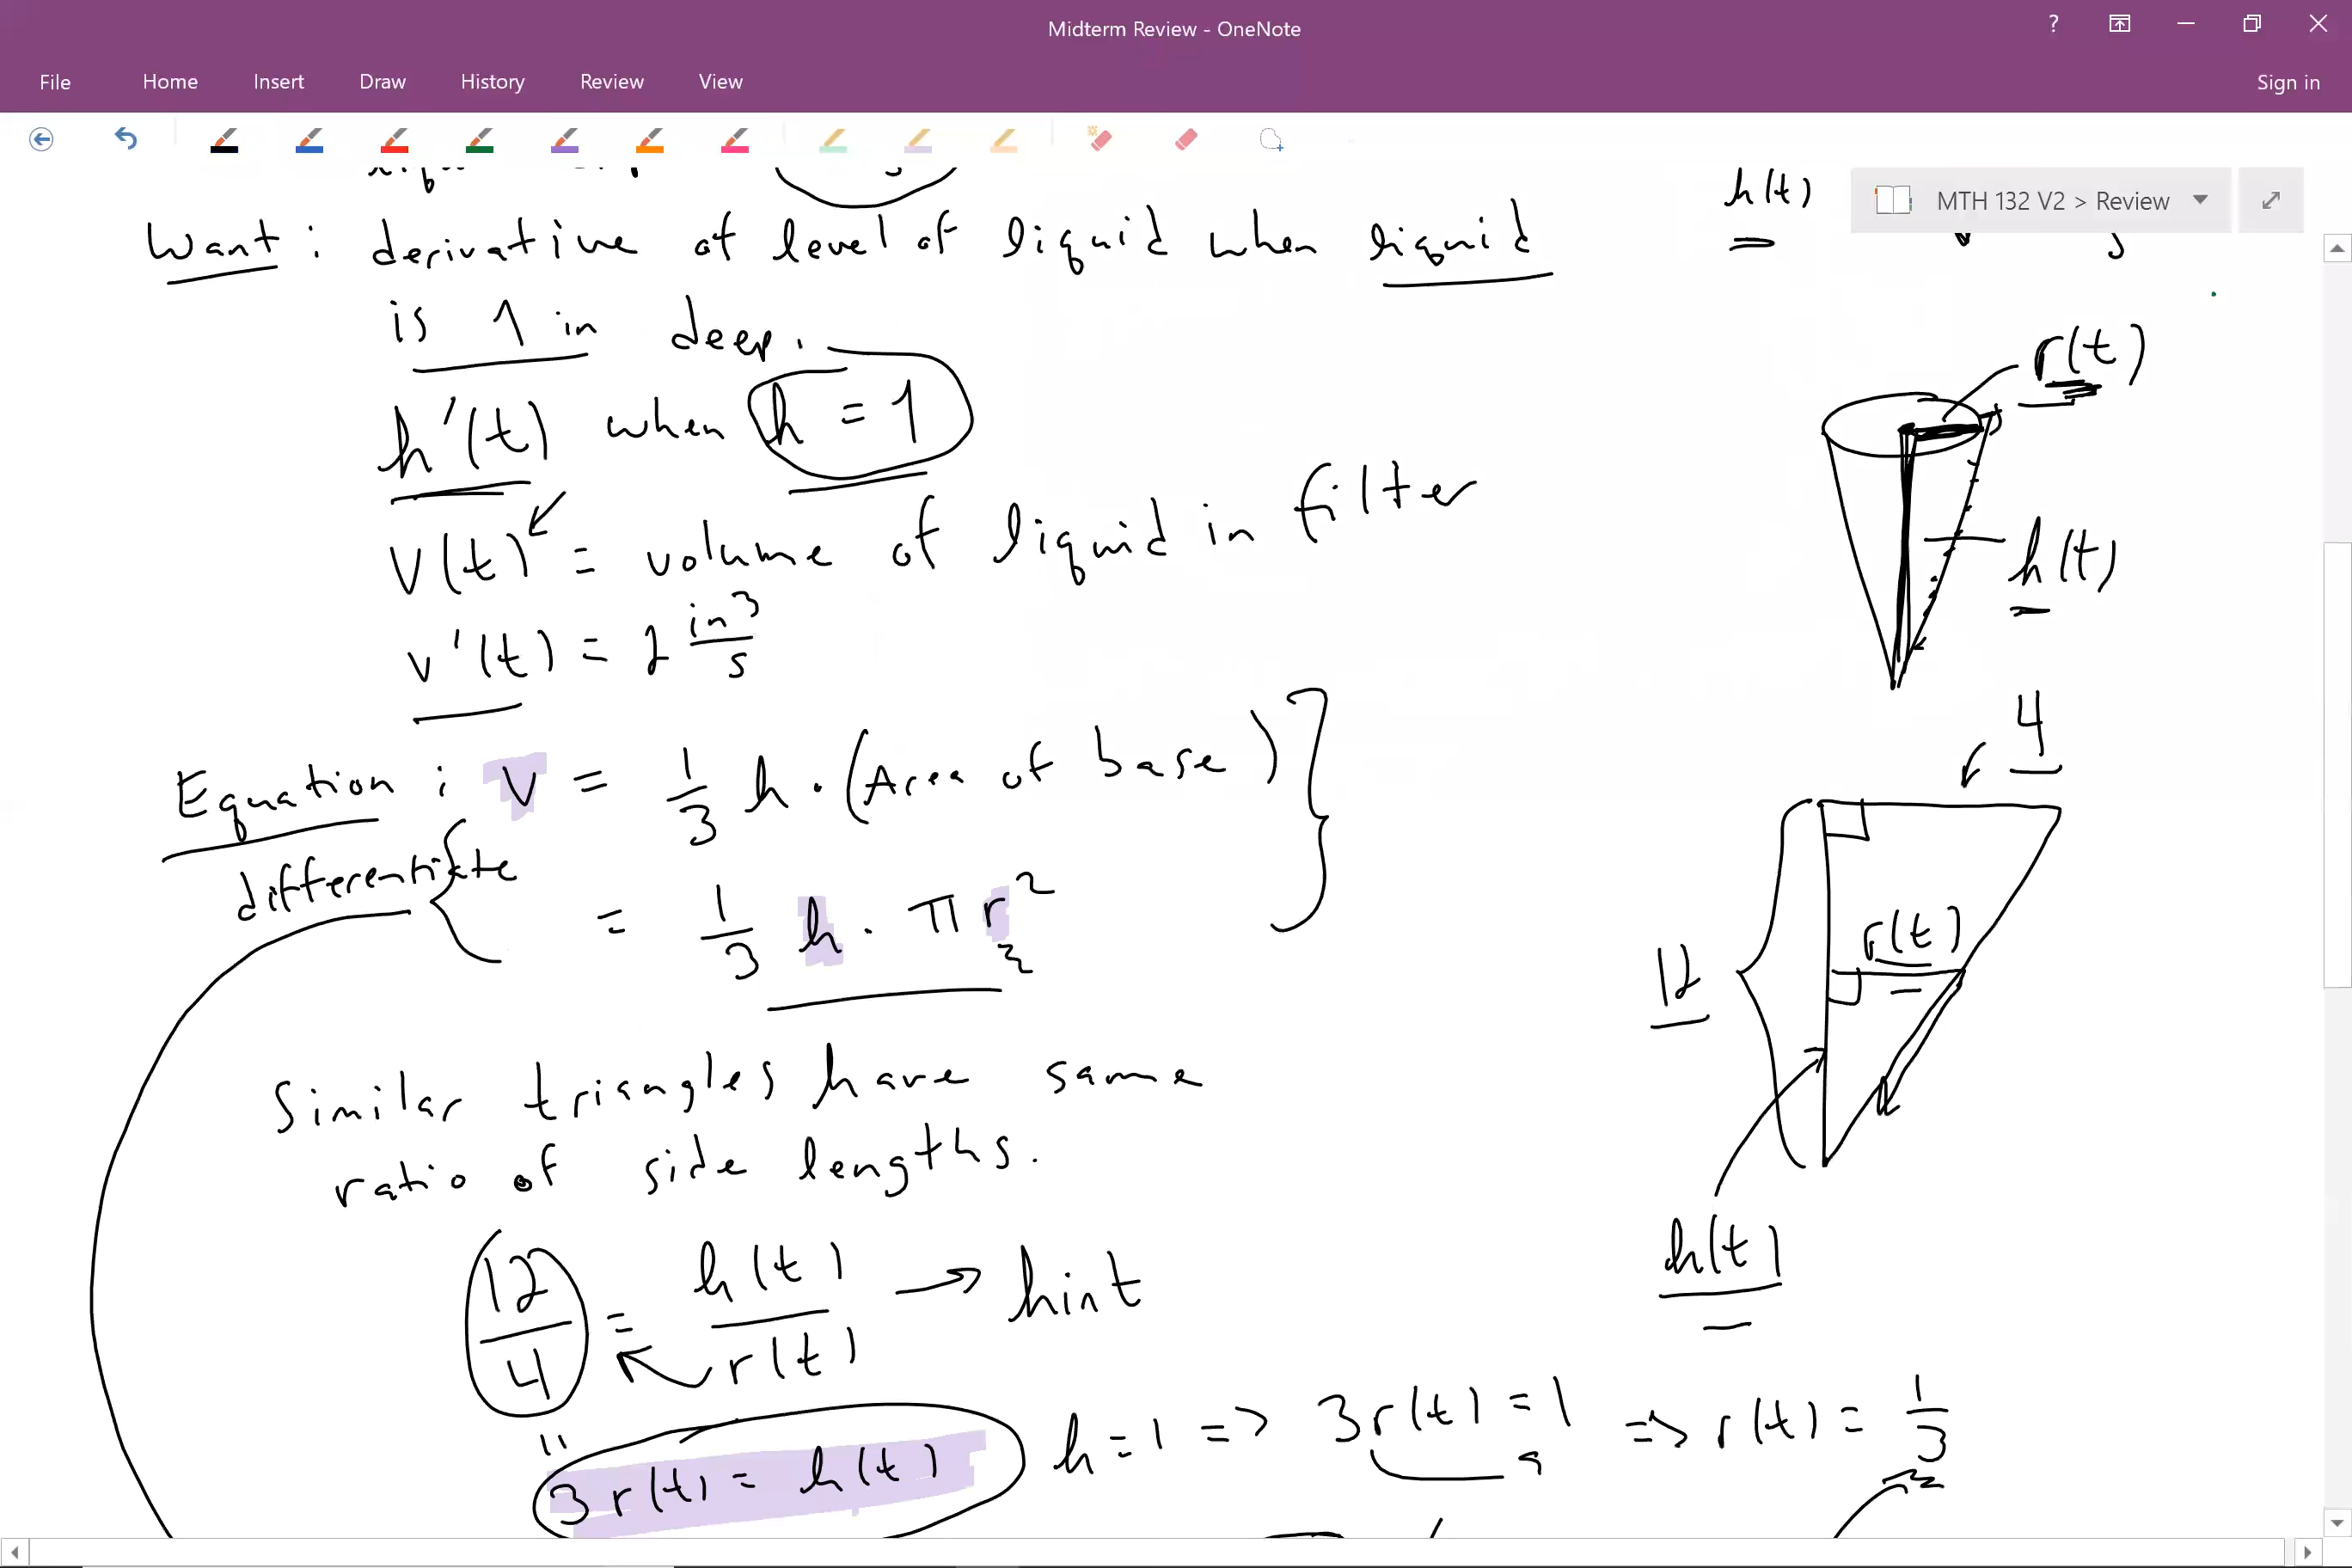 Midterm Review - OneNote
?
File Home Insert Draw History Review View
Sign in
MTH 132 V2 > Review
h(t)
Want: derivative of level of liquid when liquid
is 1 in deep.
h'(t) when h = 1
V(t) = volume of liquid in filter
V'(t) = 2 in³/s
Equation: V = 1/3 h · (Area of base)
differentiate
= 1/3 h · π r²
Similar triangles have same
ratio of side lengths.
12/4 = h(t)/r(t) → hint
3r(t) = h(t)
h = 1 => 3r(t) = 1 => r(t) = 1/3
r(t)
h(t)
4
12
r(t)
h(t)